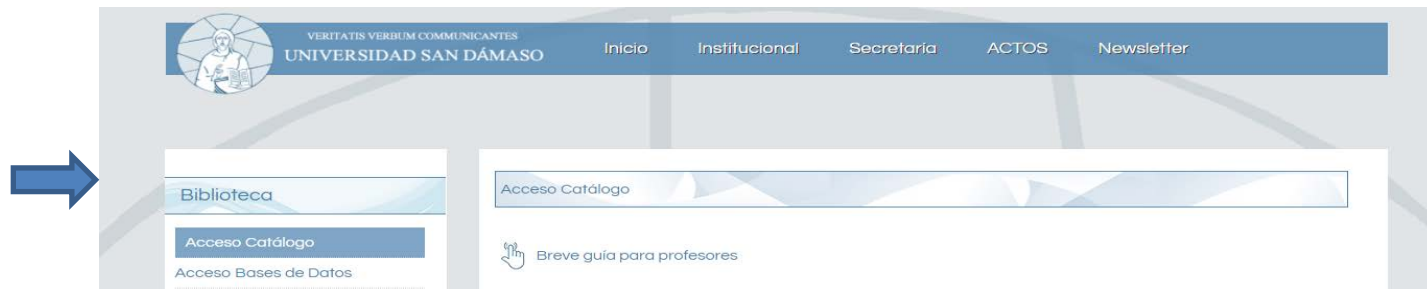 VERITATIS VERBUM COMMUNICANTES
UNIVERSIDAD SAN DÁMASO
Inicio Institucional Secretaria ACTOS Newsletter
Biblioteca
Acceso Catálogo
Acceso Bases de Datos
Acceso Catálogo
Breve guía para profesores